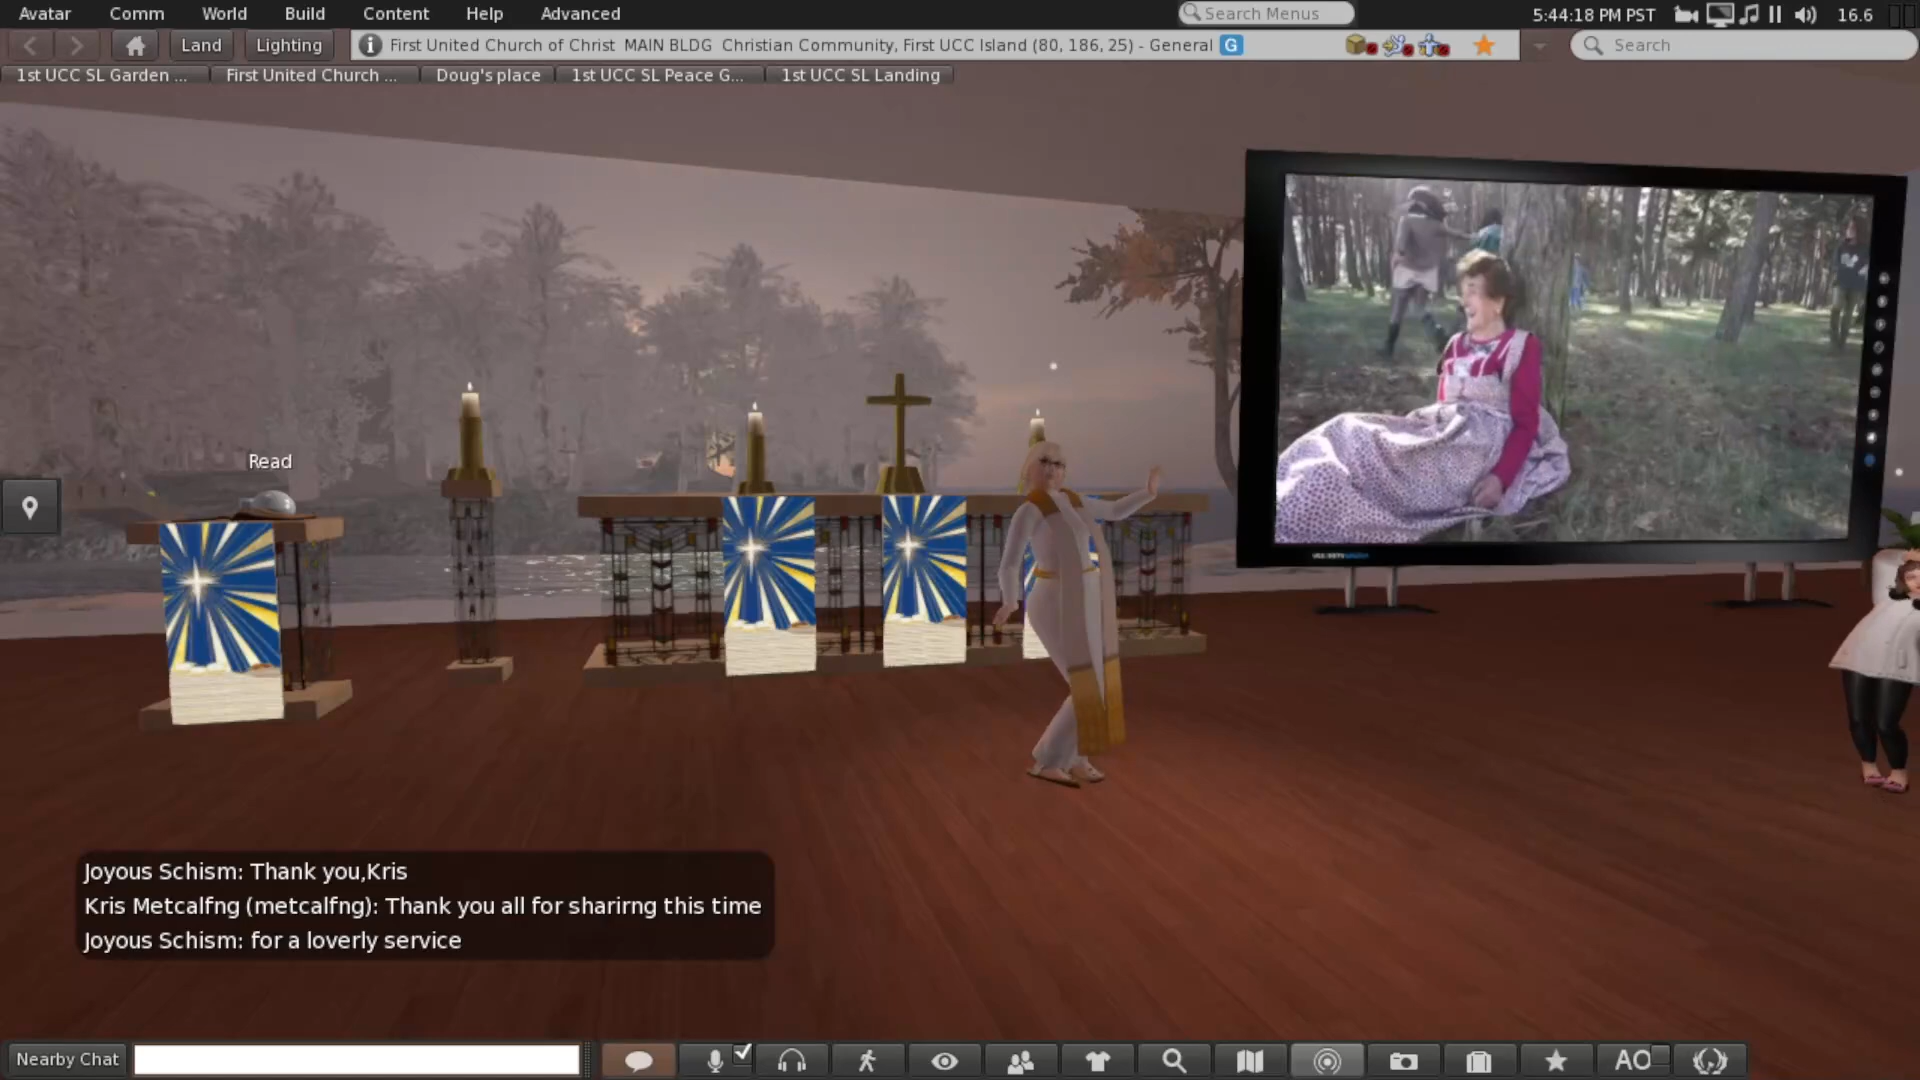 Avatar Comm World Build Content Help Advanced Search Menus 5:44:18 PM PST 16.6
Land Lighting First United Church of Christ MAIN BLDG Christian Community, First UCC Island (80, 186, 25) - General G Search
1st UCC SL Garden ... First United Church ... Doug's place 1st UCC SL Peace G... 1st UCC SL Landing
Read
Joyous Schism: Thank you,Kris
Kris Metcalfng (metcalfng): Thank you all for sharirng this time
Joyous Schism: for a loverly service
Nearby Chat AO